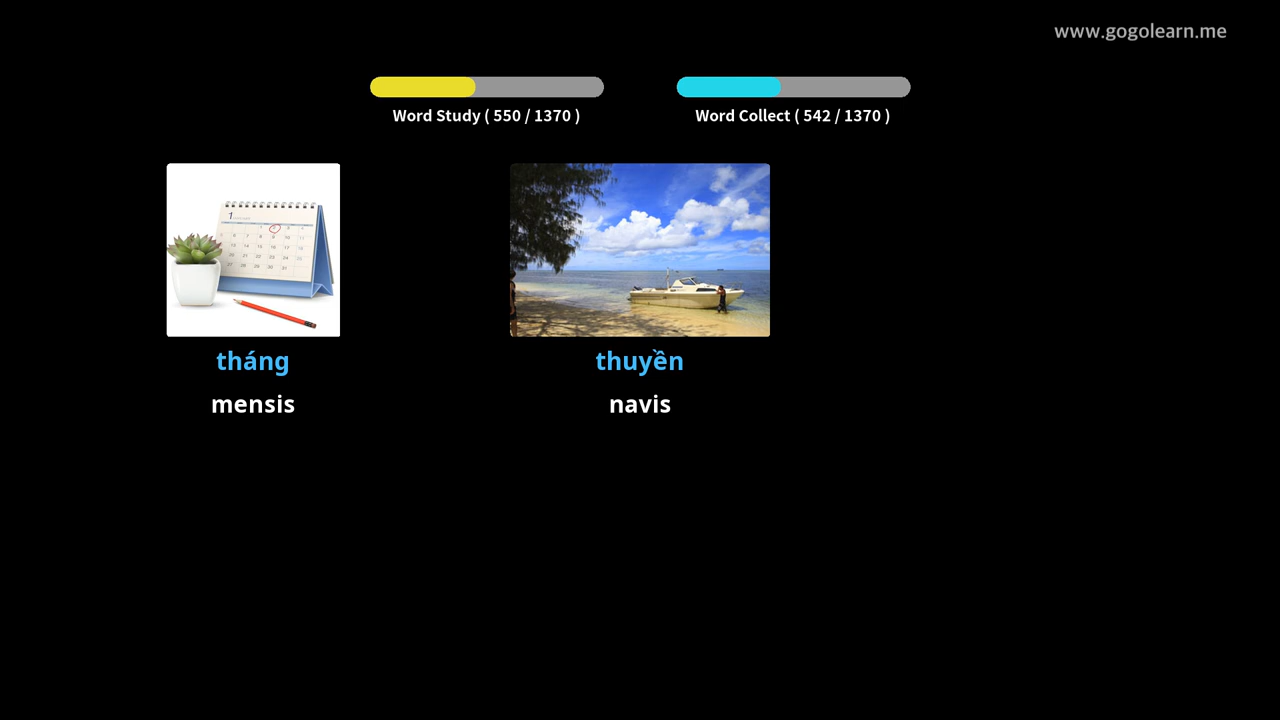 www.gogolearn.me
Word Study ( 550 / 1370 )
Word Collect ( 542 / 1370 )
tháng
mensis
thuyền
navis